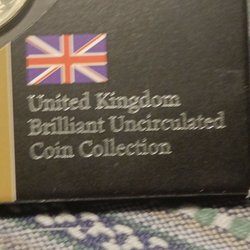 United Kingdom
Brilliant Uncirculated
Coin Collection